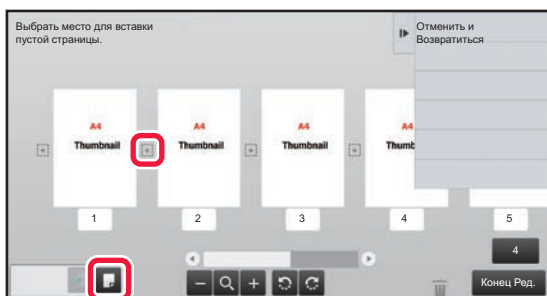 Выбрать место для вставки
пустой страницы.
Отменить и
Возвратиться
A4
Thumbnail
A4
Thumbnail
A4
Thumbnail
A4
Thumb
1
2
3
4
5
4
Конец Ред.